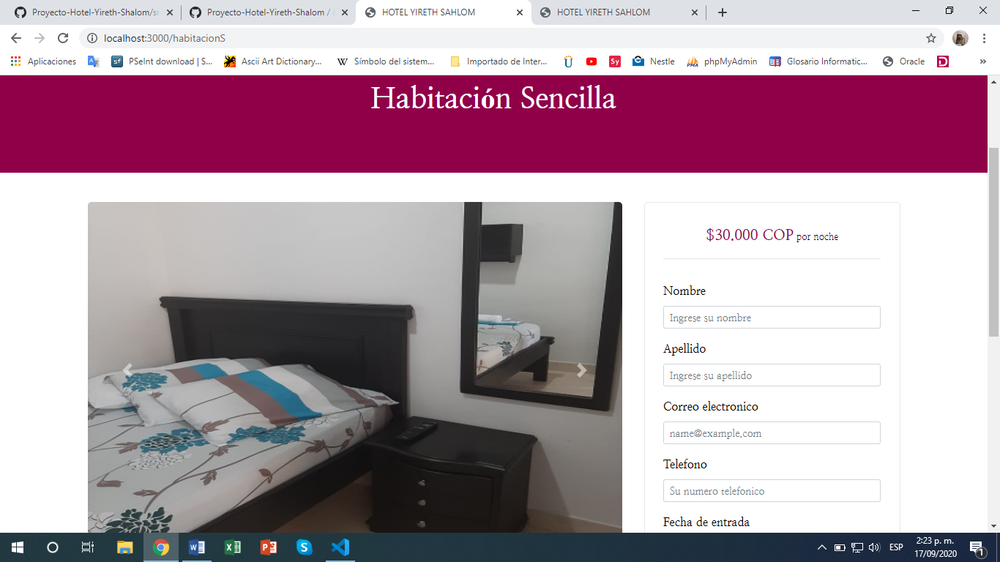 Proyecto-Hotel-Yireth-Shalom/sr
Proyecto-Hotel-Yireth-Shalom /
HOTEL YIRETH SAHLOM
HOTEL YIRETH SAHLOM
localhost:3000/habitacionS
Aplicaciones
PSeInt download | S...
Ascii Art Dictionary...
Símbolo del sistem...
Importado de Inter...
Nestle
phpMyAdmin
Glosario Informatic...
Oracle
Habitación Sencilla
$30.000 COP por noche
Nombre
Ingrese su nombre
Apellido
Ingrese su apellido
Correo electronico
name@example.com
Telefono
Su numero telefonico
Fecha de entrada
ESP
2:23 p. m.
17/09/2020
1